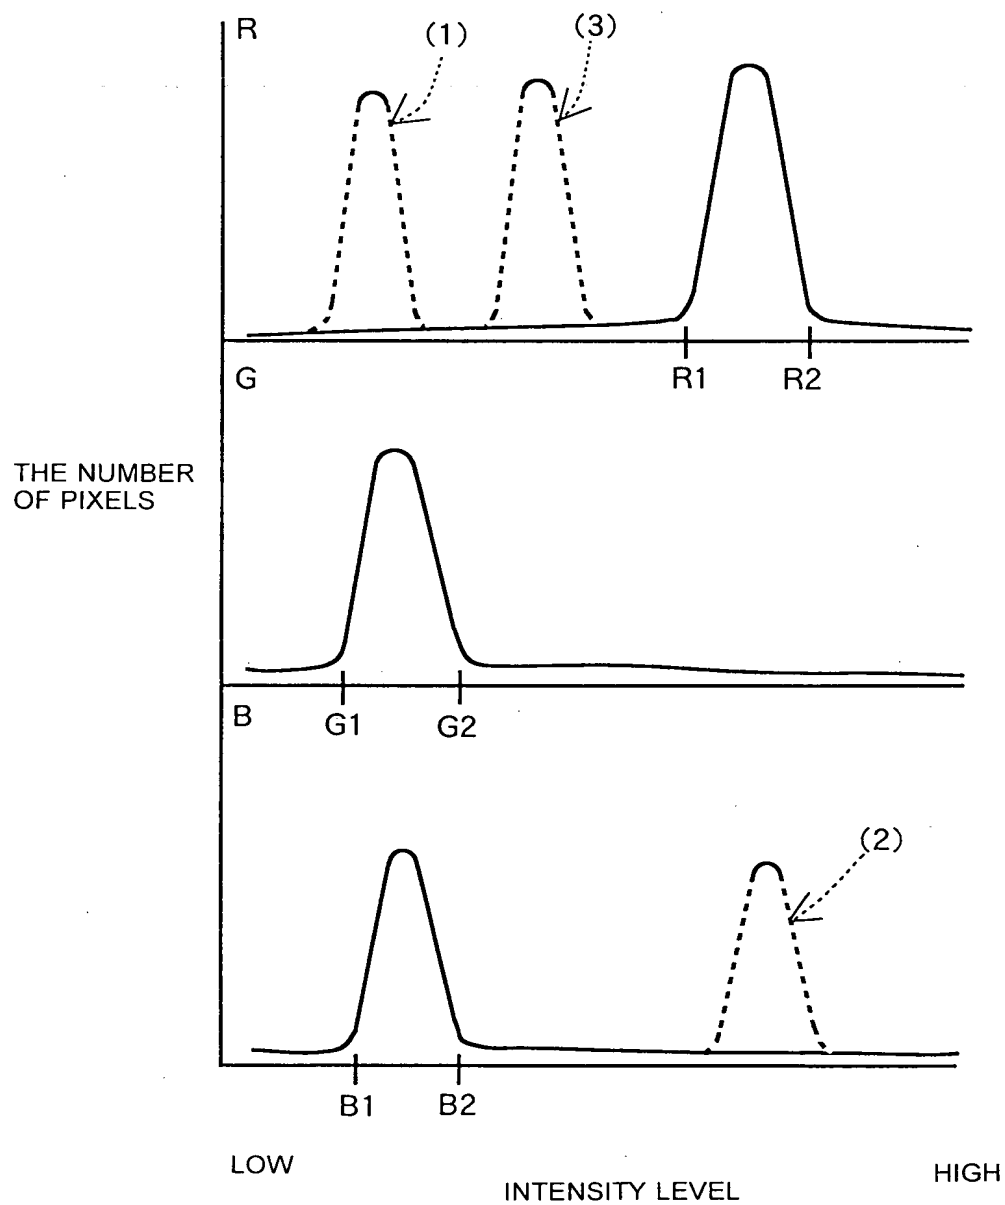 R
(1)
(3)
R1
R2
G
THE NUMBER
OF PIXELS
G1
G2
B
(2)
B1
B2
LOW
HIGH
INTENSITY LEVEL